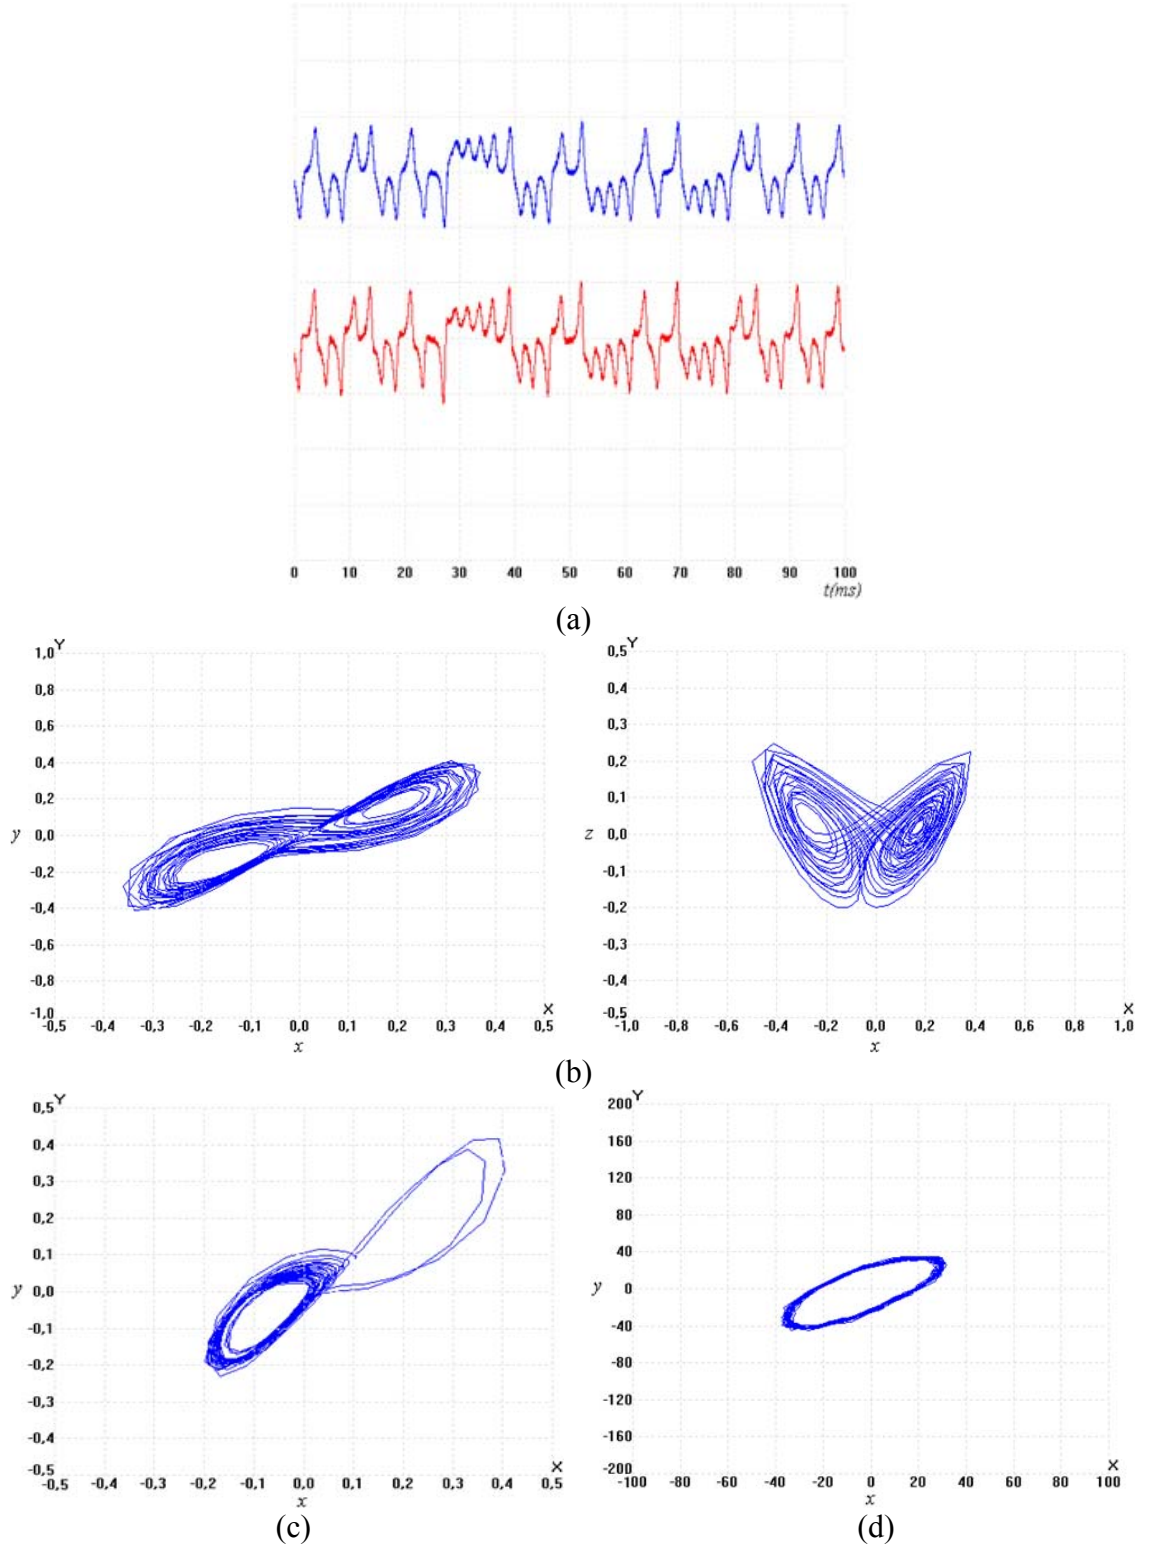 0 10 20 30 40 50 60 70 80 90 100
t(ms)
(a)
Y
1,0
0,8
0,6
0,4
0,2
y 0,0
-0,2
-0,4
-0,6
-0,8
-1,0
X
-0,5 -0,4 -0,3 -0,2 -0,1 0,0 0,1 0,2 0,3 0,4 0,5
x
Y
0,5
0,4
0,3
0,2
0,1
z 0,0
-0,1
-0,2
-0,3
-0,4
-0,5
X
-1,0 -0,8 -0,6 -0,4 -0,2 0,0 0,2 0,4 0,6 0,8 1,0
x
(b)
Y
0,5
0,4
0,3
0,2
0,1
y 0,0
-0,1
-0,2
-0,3
-0,4
-0,5
X
-0,5 -0,4 -0,3 -0,2 -0,1 0,0 0,1 0,2 0,3 0,4 0,5
x
(c)
Y
200
160
120
80
40
y 0
-40
-80
-120
-160
-200
X
-100 -80 -60 -40 -20 0 20 40 60 80 100
x
(d)